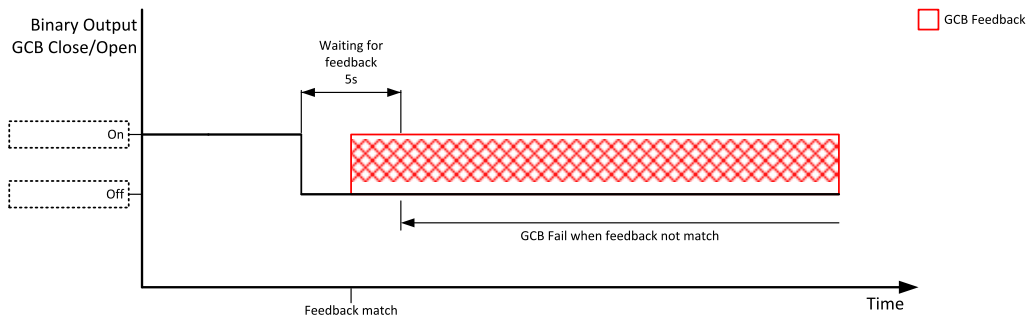 Binary Output
GCB Close/Open
GCB Feedback
Waiting for
feedback
5s
On
Off
GCB Fail when feedback not match
Time
Feedback match